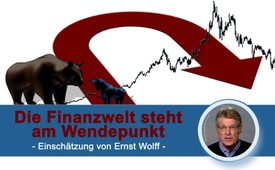 Die Finanzwelt steht
am Wendepunkt
- Einschätzung von Ernst Wolff -